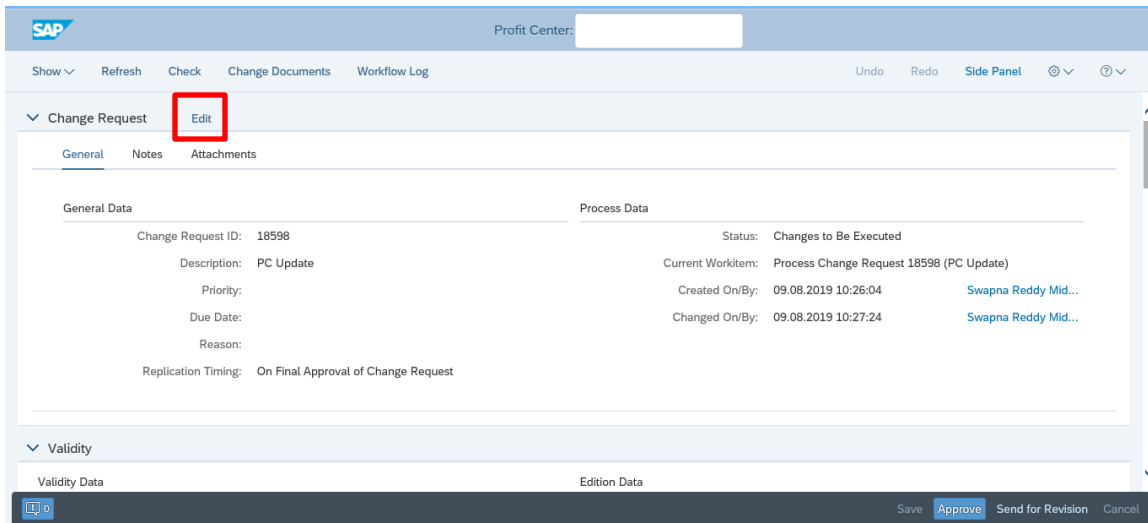 SAP Profit Center:
Show Refresh Check Change Documents Workflow Log Undo Redo Side Panel
Change Request Edit
General Notes Attachments
General Data Process Data
Change Request ID: 18598 Status: Changes to Be Executed
Description: PC Update Current Workitem: Process Change Request 18598 (PC Update)
Priority: Created On/By: 09.08.2019 10:26:04 Swapna Reddy Mid...
Due Date: Changed On/By: 09.08.2019 10:27:24 Swapna Reddy Mid...
Reason:
Replication Timing: On Final Approval of Change Request
Validity
Validity Data Edition Data
0 Save Approve Send for Revision Cancel